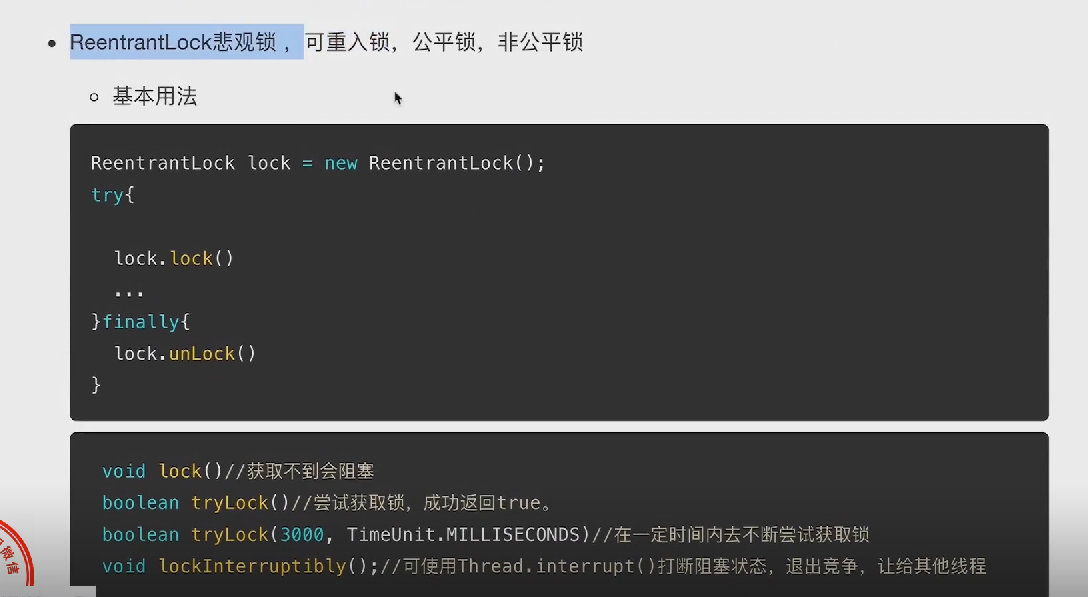 ReentrantLock悲观锁，可重入锁，公平锁，非公平锁
基本用法
ReentrantLock lock = new ReentrantLock();
try{
lock.lock()
...
}finally{
lock.unLock()
}
void lock()//获取不到会阻塞
boolean tryLock()//尝试获取锁，成功返回true。
boolean tryLock(3000, TimeUnit.MILLISECONDS)//在一定时间内去不断尝试获取锁
void lockInterruptibly();//可使用Thread.interrupt()打断阻塞状态，退出竞争，让给其他线程
微信